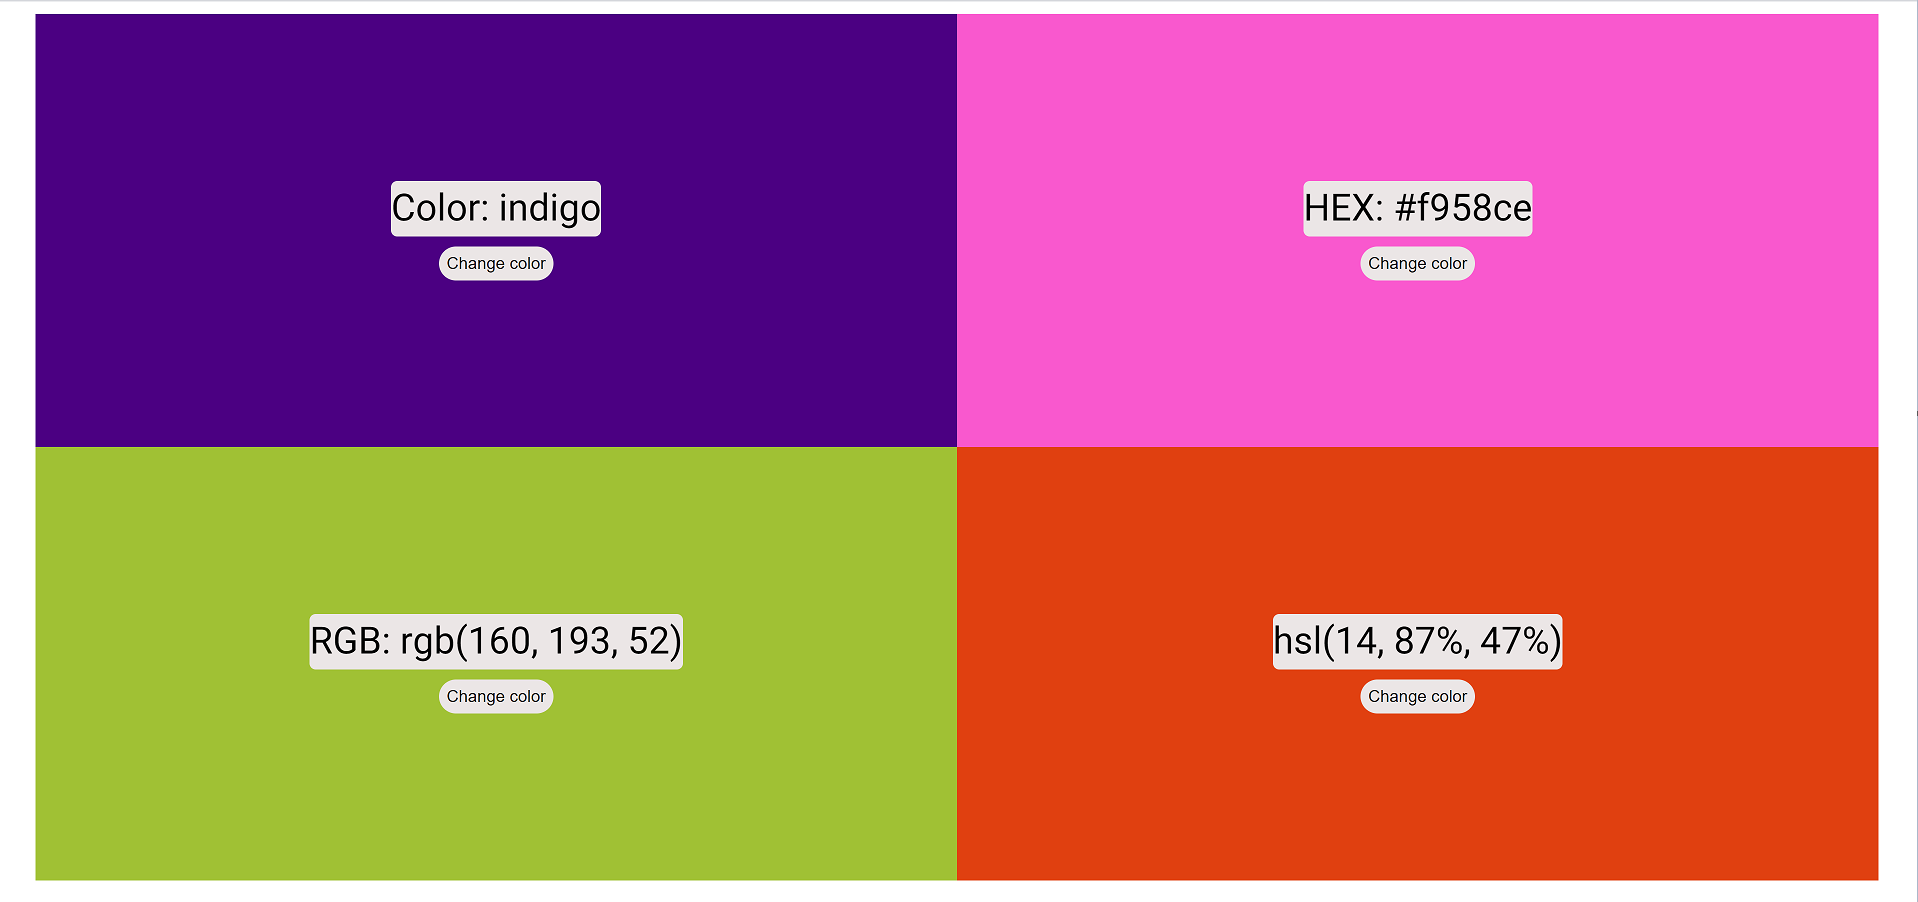 Color: indigo
Change color
HEX: #f958ce
Change color
RGB: rgb(160, 193, 52)
Change color
hsl(14, 87%, 47%)
Change color